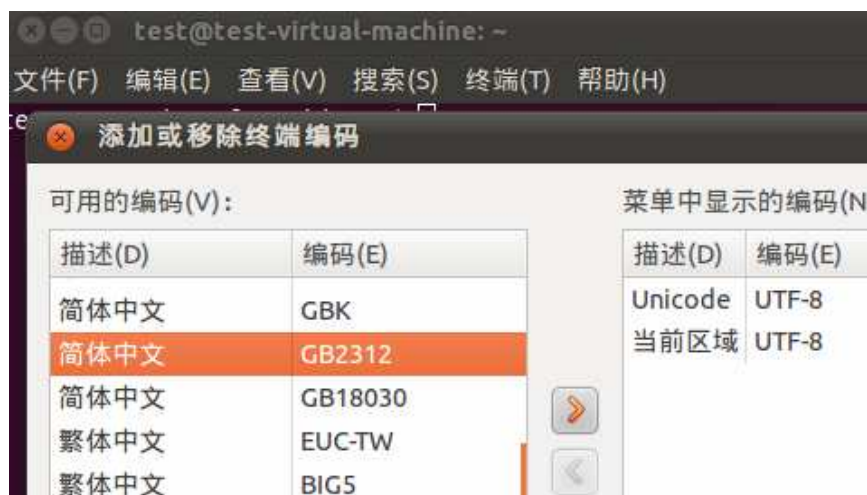 test@test-virtual-machine: ~
文件(F) 编辑(E) 查看(V) 搜索(S) 终端(T) 帮助(H)
添加或移除终端编码
可用的编码(V): 菜单中显示的编码(N
描述(D) 编码(E) 描述(D) 编码(E)
简体中文 GBK Unicode UTF-8
简体中文 GB2312 当前区域 UTF-8
简体中文 GB18030
繁体中文 EUC-TW
繁体中文 BIG5